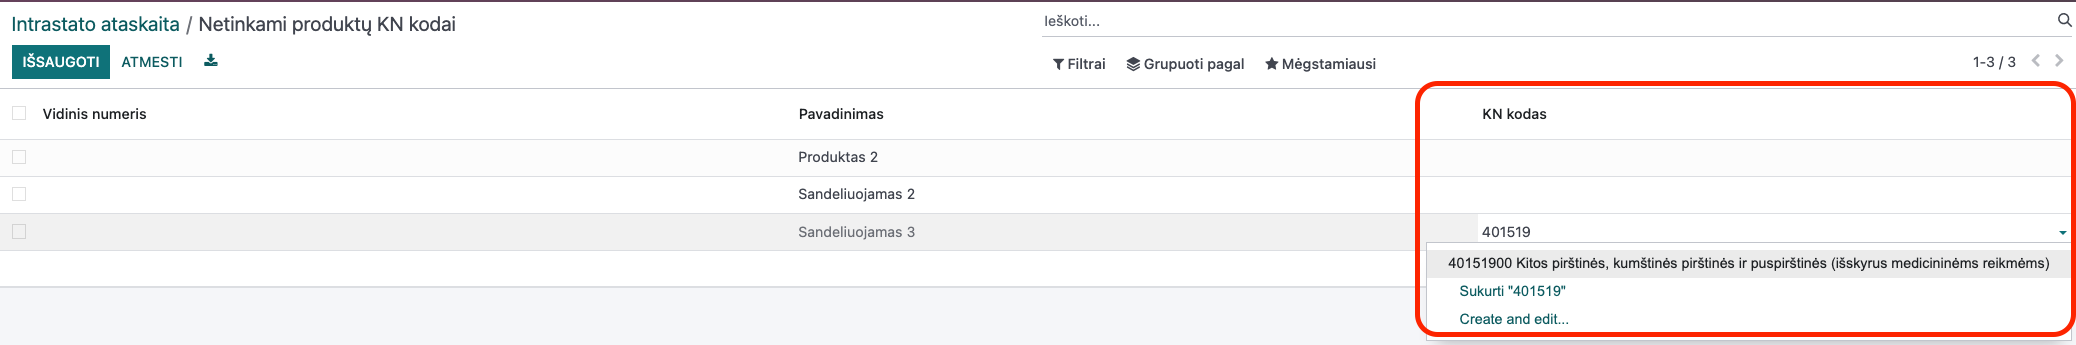 Intrastato ataskaita / Netinkami produktų KN kodai
Ieškoti...
IŠSAUGOTI ATMESTI
Filtrai Grupuoti pagal Mėgstamiausi
1-3 / 3
Vidinis numeris Pavadinimas KN kodas
Produktas 2
Sandeliuojamas 2
Sandeliuojamas 3 401519
40151900 Kitos pirštinės, kumštinės pirštinės ir puspirštinės (išskyrus medicininėms reikmėms)
Sukurti "401519"
Create and edit...